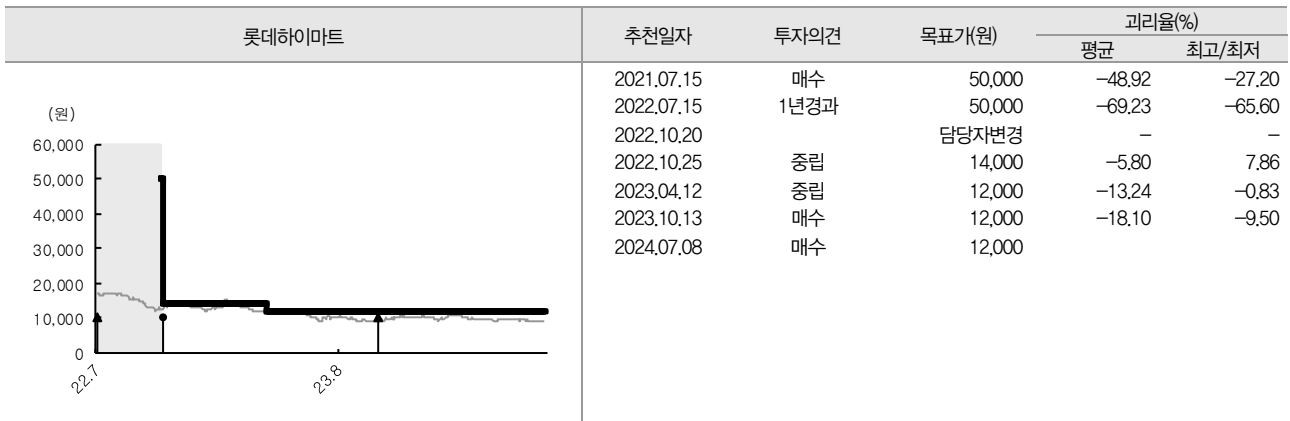 롯데하이마트
추천일자 투자의견 목표가(원) 괴리율(%)
평균 최고/최저
(원)
60,000
50,000
40,000
30,000
20,000
10,000
0
22.7 23.8
2021.07.15 매수 50,000 -48.92 -27.20
2022.07.15 1년경과 50,000 -69.23 -65.60
2022.10.20 담당자변경 - -
2022.10.25 중립 14,000 -5.80 7.86
2023.04.12 중립 12,000 -13.24 -0.83
2023.10.13 매수 12,000 -18.10 -9.50
2024.07.08 매수 12,000